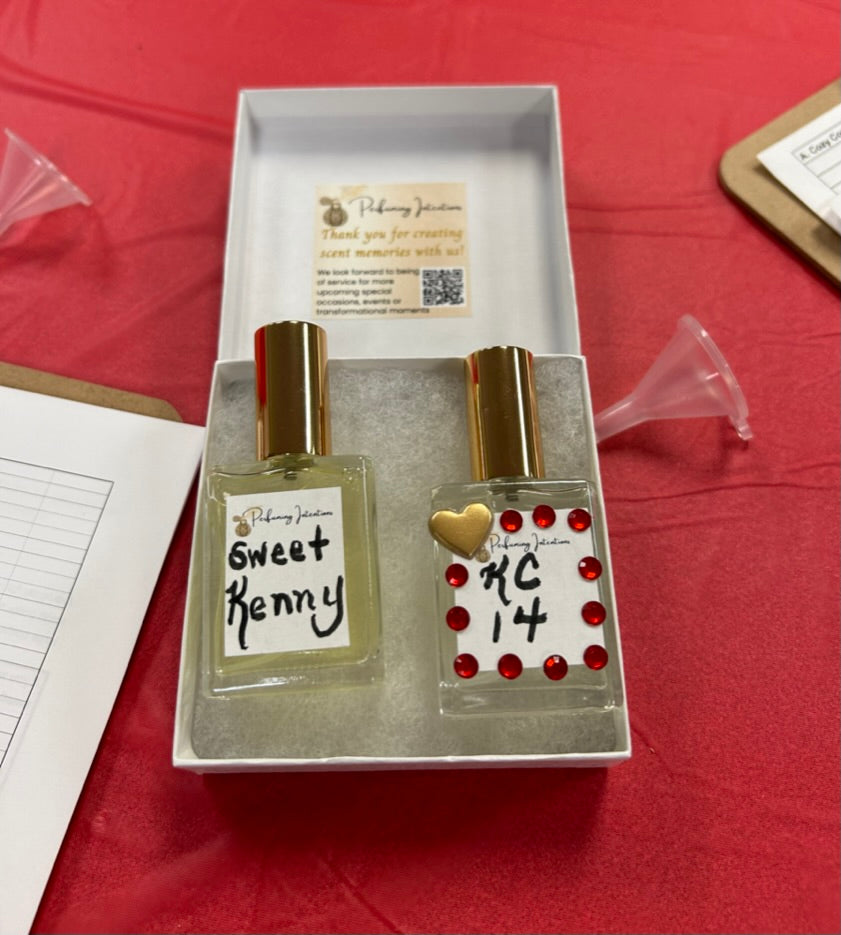 Perfuming Intentions
Thank you for creating
scent memories with us!
We look forward to being
of service for more
upcoming special
occasions, events or
transformational moments
Perfuming Intentions
Sweet
Kenny
Perfuming Intentions
KC
14
A. Cozy